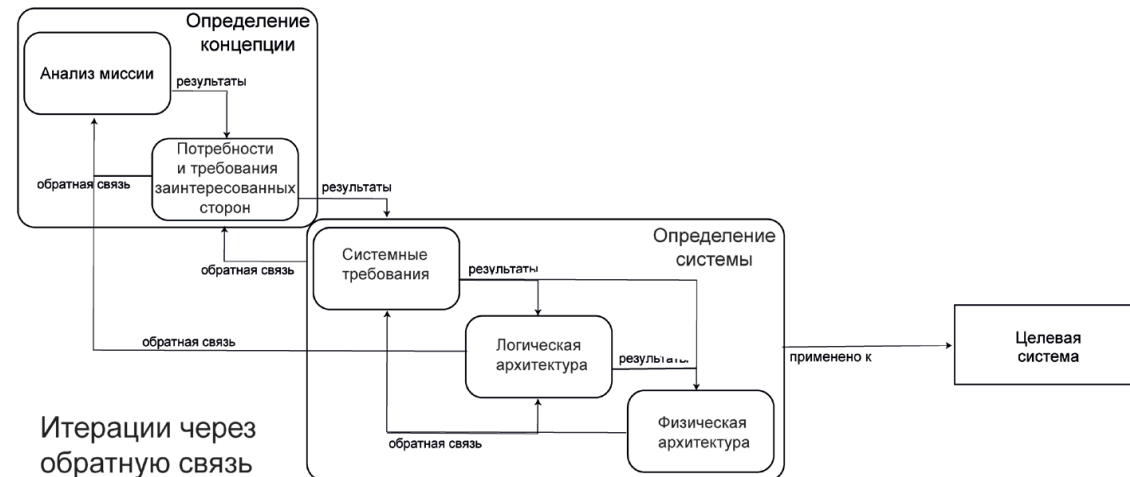 Определение
концепции
Анализ миссии
результаты
Потребности
и требования
заинтересованных
сторон
обратная связь
результаты
Определение
системы
Системные
требования
обратная связь
результаты
Логическая
архитектура
обратная связь
результаты
применено к
Целевая
система
Физическая
архитектура
обратная связь
Итерации через
обратную связь